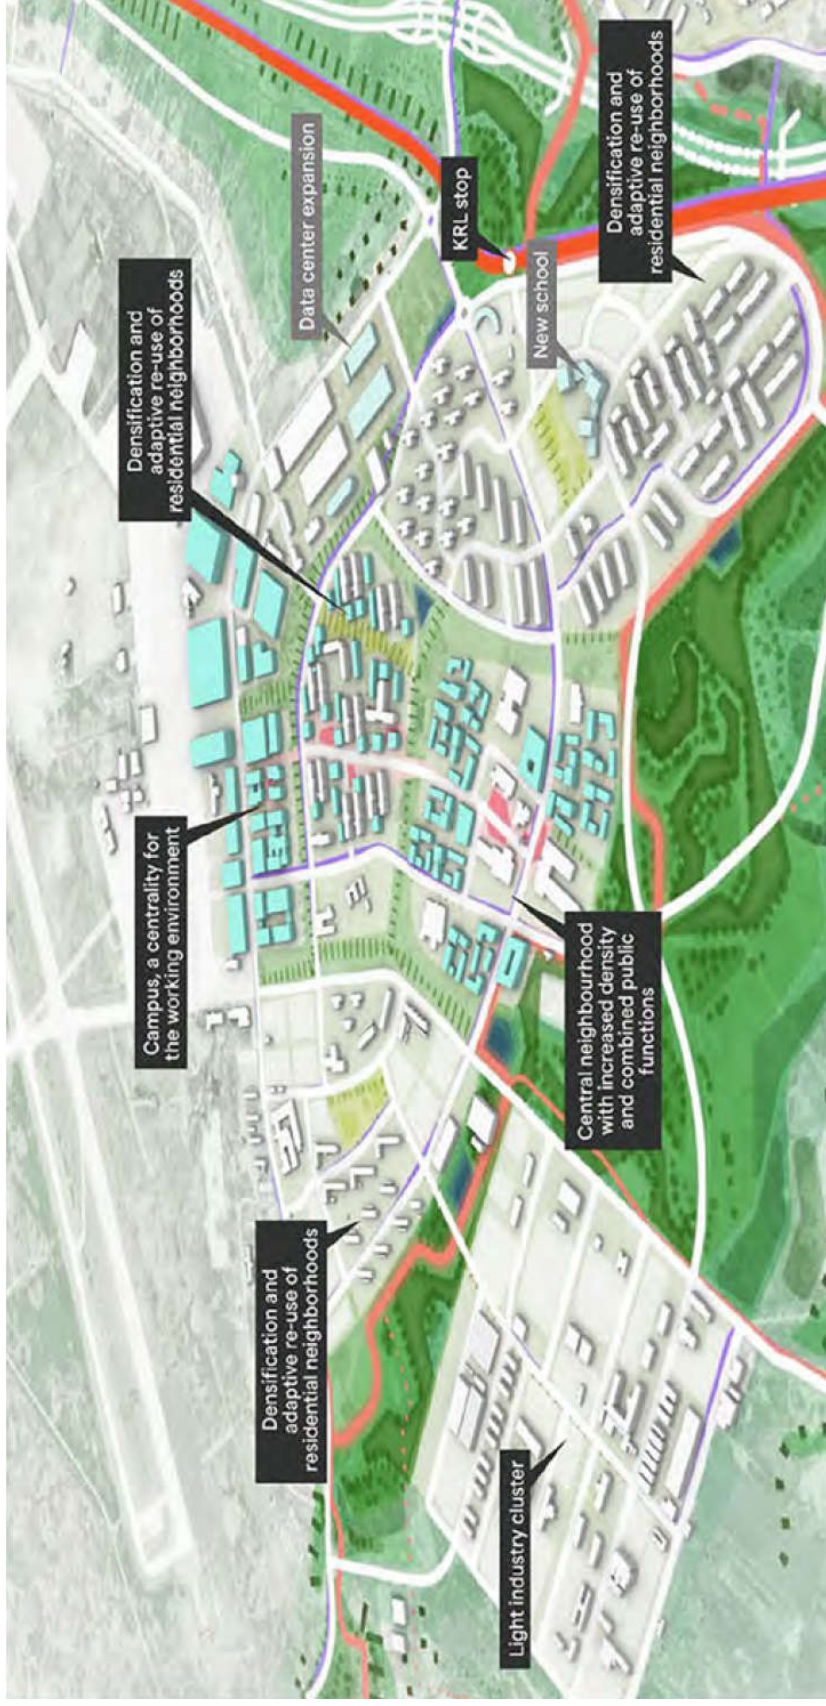 Densification and
adaptive re-use of
residential neighborhoods
Campus, a centrality for
the working environment
Densification and
adaptive re-use of
residential neighborhoods
Data center expansion
KRL stop
New school
Densification and
adaptive re-use of
residential neighborhoods
Light industry cluster
Central neighbourhood
with increased density
and combined public
functions